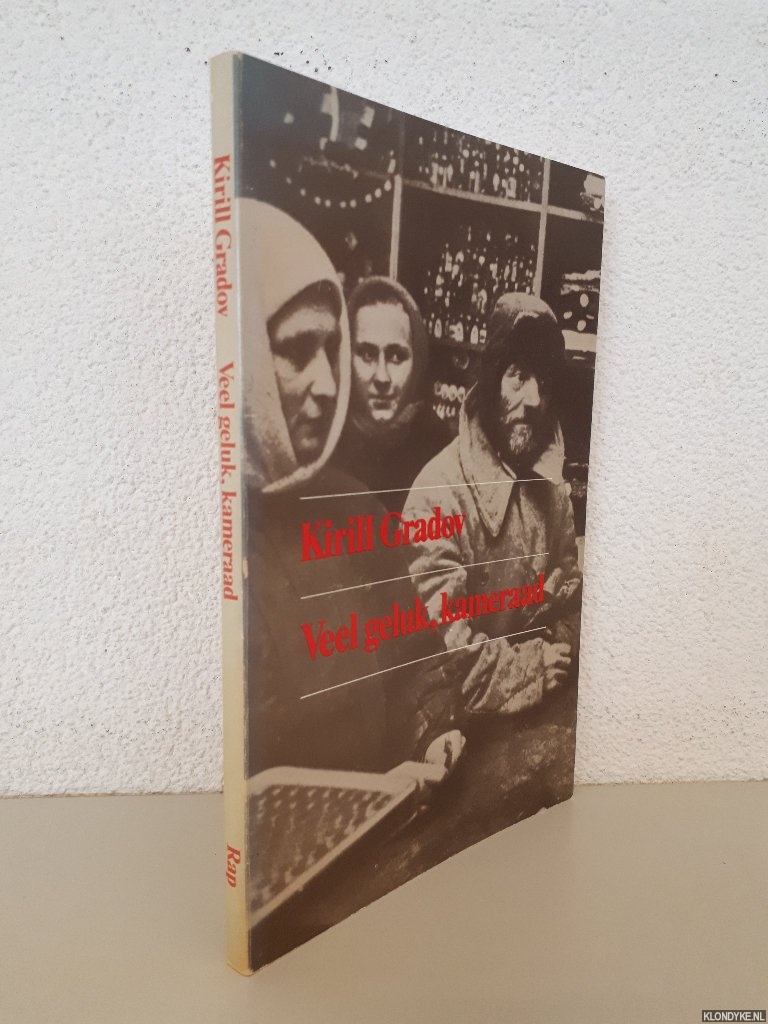 Kirill Gradov
Veel geluk, kameraad
Rap
Kirill Gradov
Veel geluk, kameraad
KLONDYKE.NL